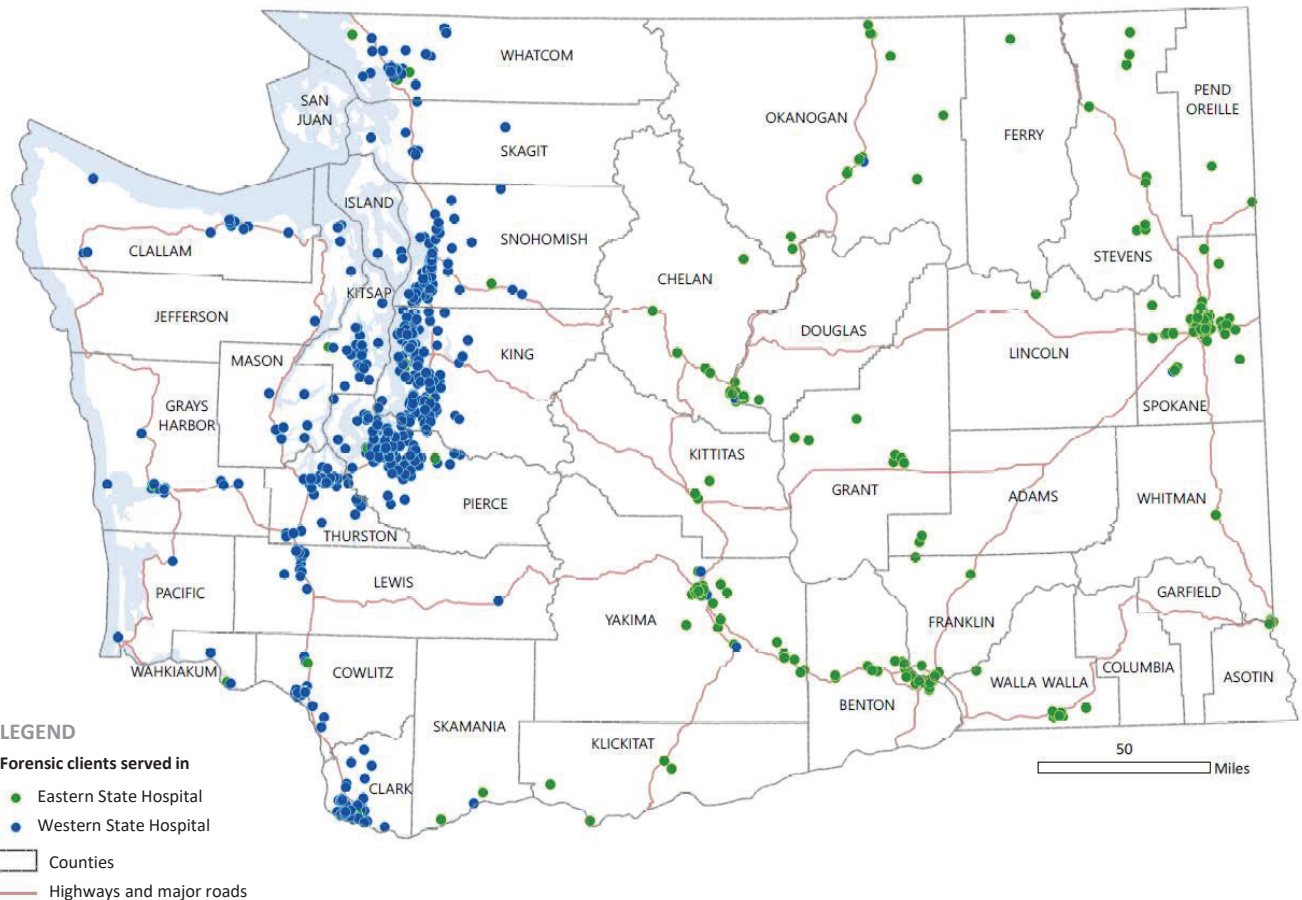 WHATCOM
SAN
JUAN
SKAGIT
OKANOGAN
FERRY
PEND
OREILLE
ISLAND
SNOHOMISH
CLALLAM
CHELAN
STEVENS
KITSAP
JEFFERSON
DOUGLAS
MASON
KING
LINCOLN
GRAYS
HARBOR
SPOKANE
KITTITAS
GRANT
ADAMS
WHITMAN
PIERCE
THURSTON
LEWIS
PACIFIC
GARFIELD
YAKIMA
FRANKLIN
WAHKIAKUM
COWLITZ
WALLA WALLA
COLUMBIA
ASOTIN
BENTON
SKAMANIA
KLICKITAT
CLARK
50
Miles
LEGEND
Forensic clients served in
Eastern State Hospital
Western State Hospital
Counties
Highways and major roads